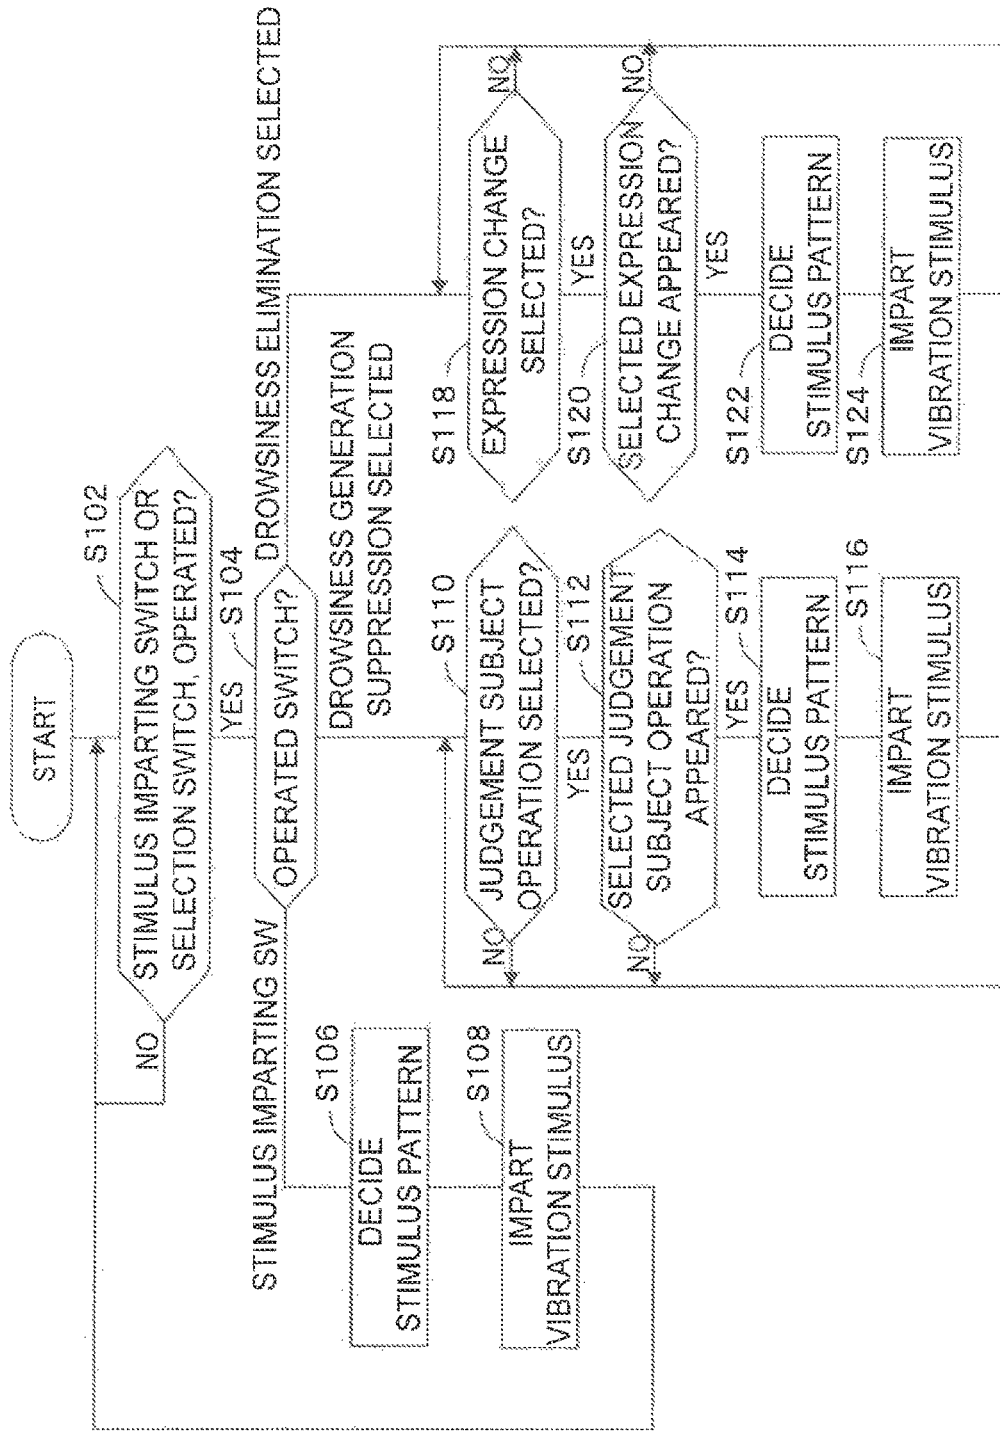 START
S102
STIMULUS IMPARTING SWITCH OR
SELECTION SWITCH, OPERATED?
NO
YES
S104
OPERATED SWITCH?
STIMULUS IMPARTING SW
DROWSINESS ELIMINATION SELECTED
DROWSINESS GENERATION
SUPPRESSION SELECTED
S106
DECIDE
STIMULUS PATTERN
S108
IMPART
VIBRATION STIMULUS
S110
JUDGEMENT SUBJECT
OPERATION SELECTED?
NO
YES
S112
SELECTED JUDGEMENT
SUBJECT OPERATION
APPEARED?
NO
YES
S114
DECIDE
STIMULUS PATTERN
S116
IMPART
VIBRATION STIMULUS
S118
EXPRESSION CHANGE
SELECTED?
NO
YES
S120
SELECTED EXPRESSION
CHANGE APPEARED?
NO
YES
S122
DECIDE
STIMULUS PATTERN
S124
IMPART
VIBRATION STIMULUS